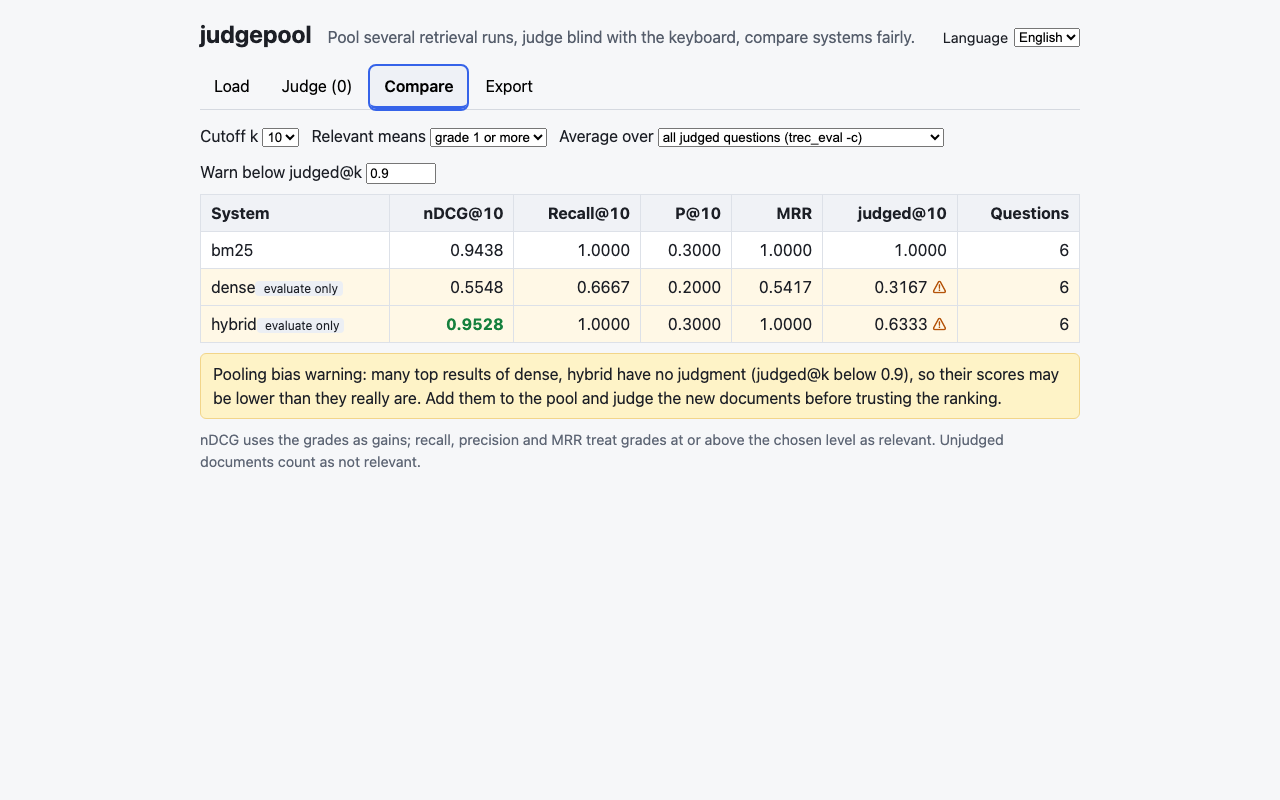 judgepool Pool several retrieval runs, judge blind with the keyboard, compare systems fairly. Language English
Load Judge (0) Compare Export
Cutoff k 10 Relevant means grade 1 or more Average over all judged questions (trec_eval -c)
Warn below judged@k 0.9
System nDCG@10 Recall@10 P@10 MRR judged@10 Questions
bm25 0.9438 1.0000 0.3000 1.0000 1.0000 6
dense evaluate only 0.5548 0.6667 0.2000 0.5417 0.3167 ⚠ 6
hybrid evaluate only 0.9528 1.0000 0.3000 1.0000 0.6333 ⚠ 6
Pooling bias warning: many top results of dense, hybrid have no judgment (judged@k below 0.9), so their scores may
be lower than they really are. Add them to the pool and judge the new documents before trusting the ranking.
nDCG uses the grades as gains; recall, precision and MRR treat grades at or above the chosen level as relevant. Unjudged
documents count as not relevant.